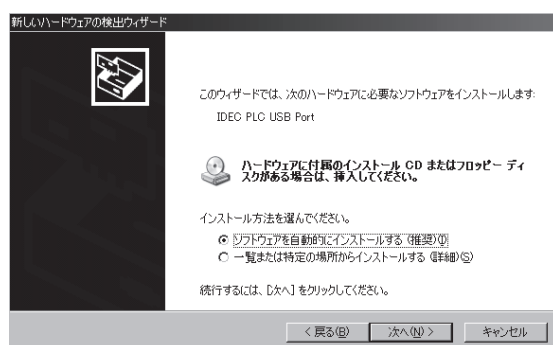 新しいハードウェアの検出ウィザード
このウィザードでは、次のハードウェアに必要なソフトウェアをインストールします:
IDEC PLC USB Port
ハードウェアに付属のインストール CD またはフロッピー ディ
スクがある場合は、挿入してください。
インストール方法を選んでください。
ソフトウェアを自動的にインストールする (推奨)(I)
一覧または特定の場所からインストールする (詳細)(S)
続行するには、[次へ] をクリックしてください。
< 戻る(B) 次へ(N) > キャンセル